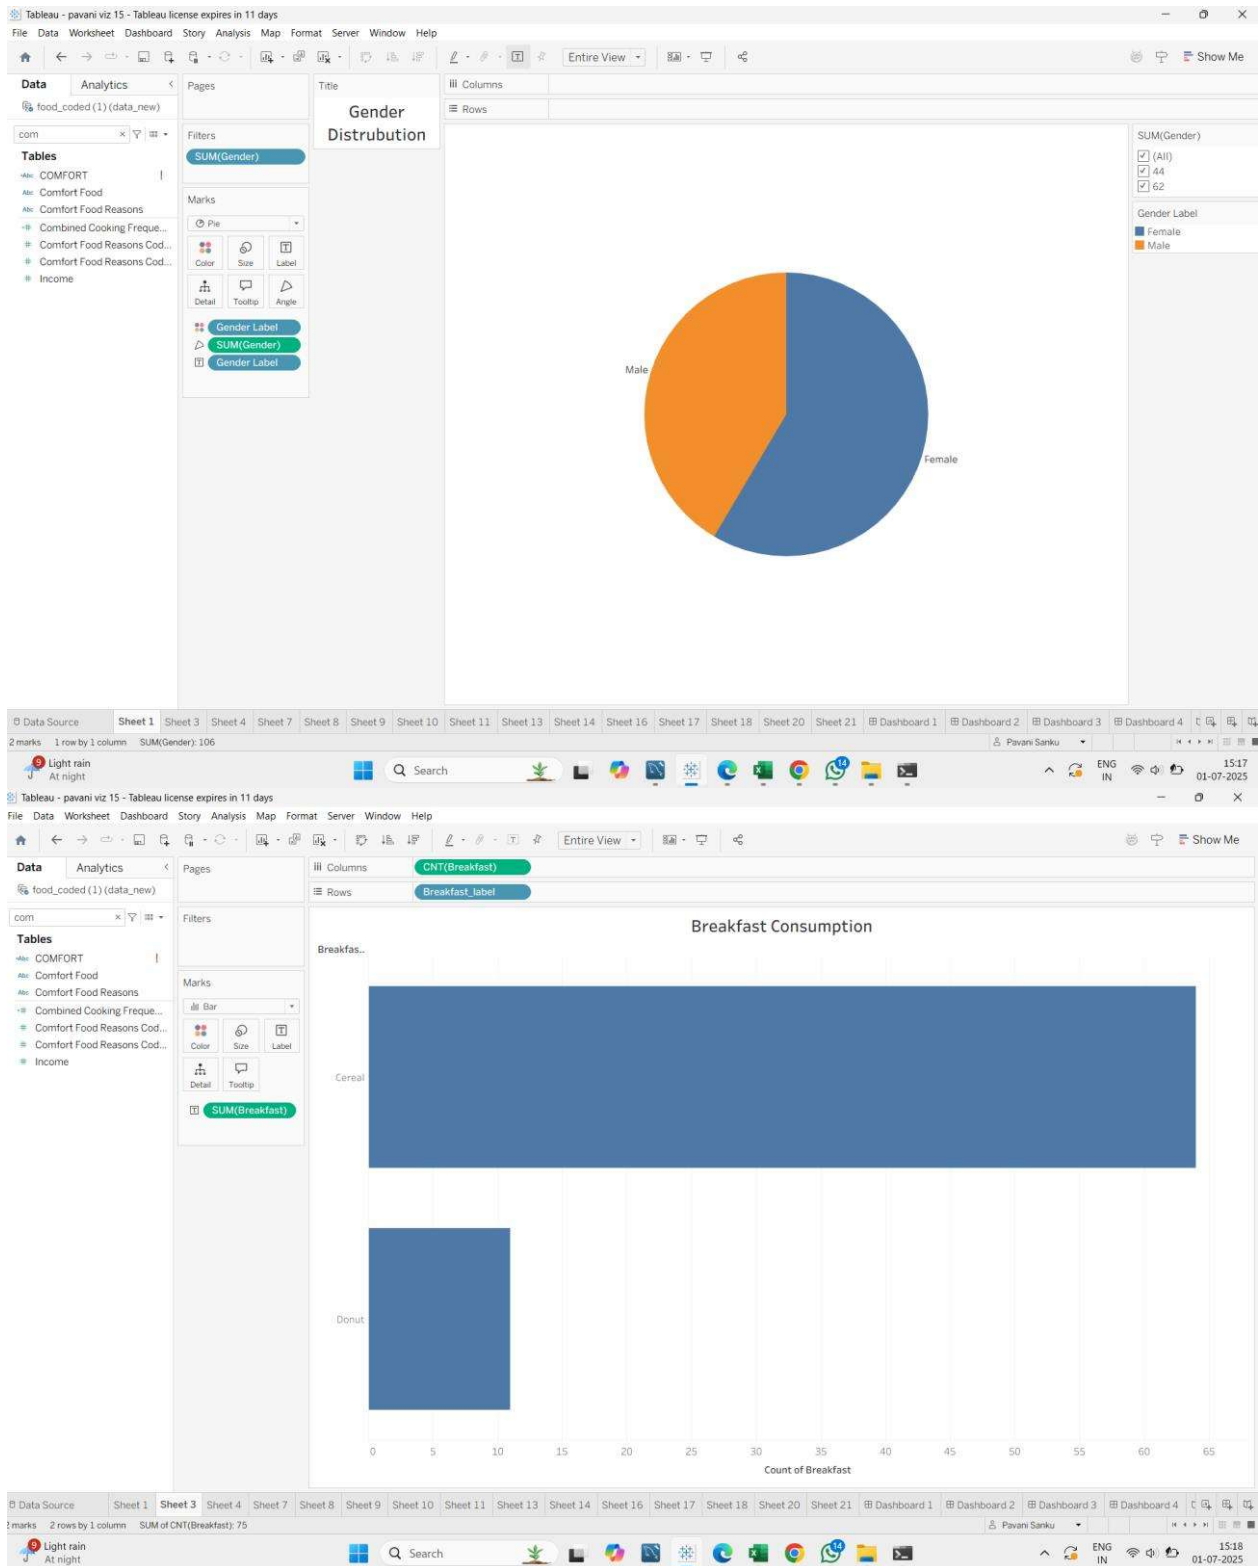 Tableau - pavani viz 15 - Tableau license expires in 11 days
File Data Worksheet Dashboard Story Analysis Map Format Server Window Help
Entire View
Show Me
Data Analytics
food_coded (1) (data_new)
com
Tables
Abc COMFORT !
Abc Comfort Food
Abc Comfort Food Reasons
Combined Cooking Freque...
# Comfort Food Reasons Cod...
# Comfort Food Reasons Cod...
# Income
Pages
Filters
SUM(Gender)
Marks
Pie
Color Size Label
Detail Tooltip Angle
Gender Label
SUM(Gender)
Gender Label
Title
Gender
Distrubution
Columns
Rows
Male
Female
SUM(Gender)
(All)
44
62
Gender Label
Female
Male
Data Source Sheet 1 Sheet 3 Sheet 4 Sheet 7 Sheet 8 Sheet 9 Sheet 10 Sheet 11 Sheet 13 Sheet 14 Sheet 16 Sheet 17 Sheet 18 Sheet 20 Sheet 21 Dashboard 1 Dashboard 2 Dashboard 3 Dashboard 4
2 marks 1 row by 1 column SUM(Gender): 106
Pavani Sanku
9 Light rain
At night
Search
14
ENG
IN
15:17
01-07-2025
Tableau - pavani viz 15 - Tableau license expires in 11 days
File Data Worksheet Dashboard Story Analysis Map Format Server Window Help
Entire View
Show Me
Data Analytics
food_coded (1) (data_new)
com
Tables
Abc COMFORT !
Abc Comfort Food
Abc Comfort Food Reasons
Combined Cooking Freque...
# Comfort Food Reasons Cod...
# Comfort Food Reasons Cod...
# Income
Pages
Filters
Marks
Bar
Color Size Label
Detail Tooltip
SUM(Breakfast)
Columns CNT(Breakfast)
Rows Breakfast_label
Breakfast Consumption
Breakfas..
Cereal
Donut
0 5 10 15 20 25 30 35 40 45 50 55 60 65
Count of Breakfast
Data Source Sheet 1 Sheet 3 Sheet 4 Sheet 7 Sheet 8 Sheet 9 Sheet 10 Sheet 11 Sheet 13 Sheet 14 Sheet 16 Sheet 17 Sheet 18 Sheet 20 Sheet 21 Dashboard 1 Dashboard 2 Dashboard 3 Dashboard 4
2 marks 2 rows by 1 column SUM of CNT(Breakfast): 75
Pavani Sanku
9 Light rain
At night
Search
14
ENG
IN
15:18
01-07-2025